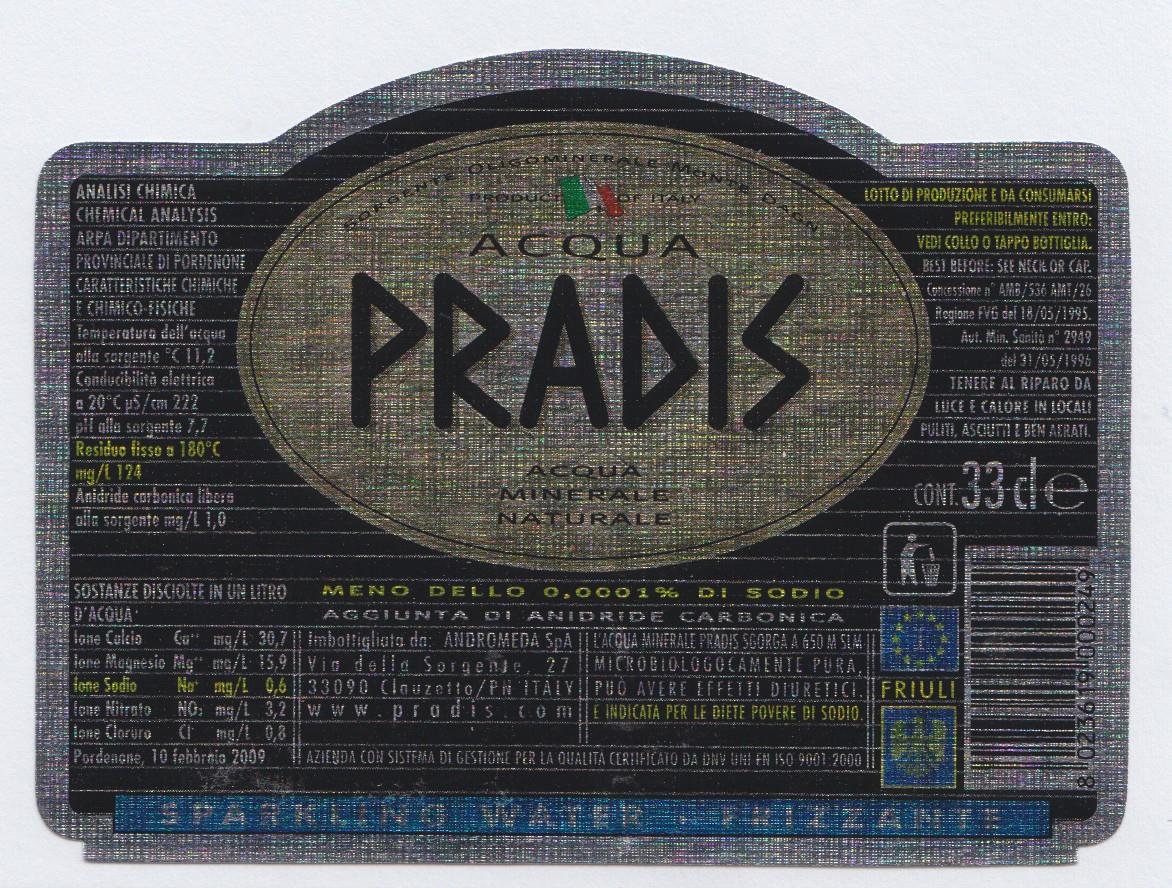 SORGENTE OLIGOMINERALE MONTE DAGN
PRODUCT OF ITALY
ACQUA
PRADIS
ACQUA
MINERALE
NATURALE
ANALISI CHIMICA
CHEMICAL ANALYSIS
ARPA DIPARTIMENTO
PROVINCIALE DI PORDENONE
CARATTERISTICHE CHIMICHE
E CHIMICO-FISICHE
Temperatura dell'acqua
alla sorgente °C 11,2
Conducibilità elettrica
a 20°C µS/cm 222
pH alla sorgente 7,7
Residuo fisso a 180°C
mg/L 124
Anidride carbonica libera
alla sorgente mg/L 1,0
LOTTO DI PRODUZIONE E DA CONSUMARSI
PREFERIBILMENTE ENTRO:
VEDI COLLO O TAPPO BOTTIGLIA.
BEST BEFORE: SEE NECK OR CAP.
Concessione n° AMB/536 AMT/26
Regione FVG del 18/05/1995.
Aut. Min. Sanità n° 2949
del 31/05/1996
TENERE AL RIPARO DA
LUCE E CALORE IN LOCALI
PULITI, ASCIUTTI E BEN AERATI.
CONT. 33 cl e
SOSTANZE DISCIOLTE IN UN LITRO
D'ACQUA
Ione Calcio Ca⁺⁺ mg/L 30,7
Ione Magnesio Mg⁺⁺ mg/L 15,9
Ione Sodio Na⁺ mg/L 0,6
Ione Nitrato NO₃ mg/L 3,2
Ione Cloruro Cl⁻ mg/L 0,8
Pordenone, 10 febbraio 2009
MENO DELLO 0,0001% DI SODIO
AGGIUNTA DI ANIDRIDE CARBONICA
imbottigliata da: ANDROMEDA SpA
Via della Sorgente, 27
33090 Clauzetto/PN ITALY
www.pradis.com
L'ACQUA MINERALE PRADIS SGORGA A 650 M SLM
MICROBIOLOGOCAMENTE PURA,
PUÒ AVERE EFFETTI DIURETICI.
È INDICATA PER LE DIETE POVERE DI SODIO.
AZIENDA CON SISTEMA DI GESTIONE PER LA QUALITÀ CERTIFICATO DA DNV UNI EN ISO 9001.2000
FRIULI
8 023619 000249
SPARKLING WATER - FRIZZANTE